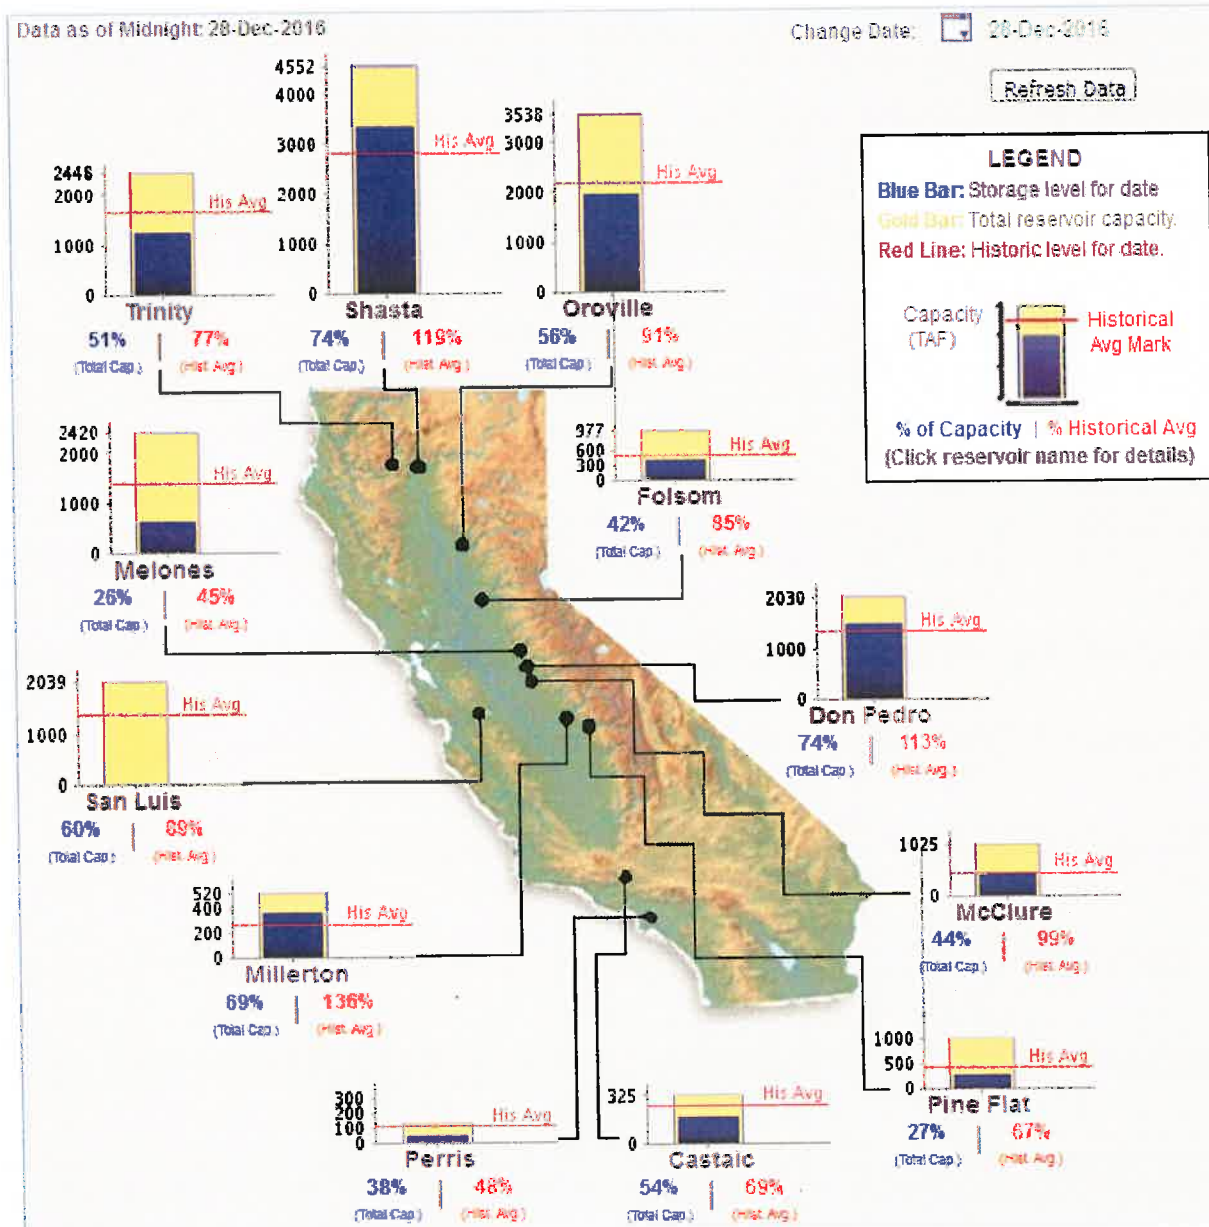 Data as of Midnight: 28-Dec-2016
Change Date: 28-Dec-2016
Refresh Data
4552
4000
3000
2000
1000
0
His Avg
Shasta
74% | 119%
(Total Cap.) (Hist. Avg.)
3538
3000
2000
1000
0
His Avg
Oroville
56% | 91%
(Total Cap.) (Hist. Avg.)
2448
2000
1000
0
His Avg
Trinity
51% | 77%
(Total Cap.) (Hist. Avg.)
LEGEND
Blue Bar: Storage level for date
Gold Bar: Total reservoir capacity.
Red Line: Historic level for date.
Capacity
(TAF)
Historical
Avg Mark
% of Capacity | % Historical Avg
(Click reservoir name for details)
2420
2000
1000
0
His Avg
Melones
26% | 45%
(Total Cap.) (Hist. Avg.)
977
600
300
0
His Avg
Folsom
42% | 85%
(Total Cap.) (Hist. Avg.)
2030
1000
0
His Avg
Don Pedro
74% | 113%
(Total Cap.) (Hist. Avg.)
2039
1000
0
His Avg
San Luis
60% | 89%
(Total Cap.) (Hist. Avg.)
1025
0
His Avg
McClure
44% | 99%
(Total Cap.) (Hist. Avg.)
520
400
200
0
His Avg
Millerton
69% | 136%
(Total Cap.) (Hist. Avg.)
1000
500
0
His Avg
Pine Flat
27% | 67%
(Total Cap.) (Hist. Avg.)
300
200
100
0
His Avg
Perris
38% | 48%
(Total Cap.) (Hist. Avg.)
325
0
His Avg
Castaic
54% | 69%
(Total Cap.) (Hist. Avg.)